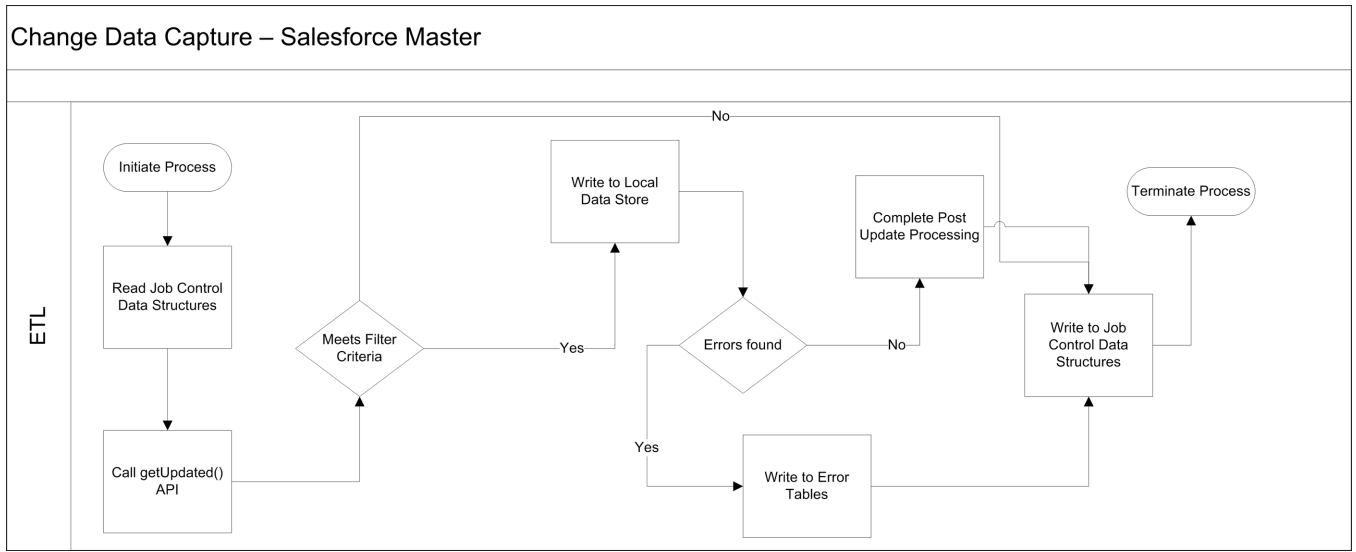 Change Data Capture – Salesforce Master
ETL
Initiate Process
Read Job Control
Data Structures
Call getUpdated()
API
Meets Filter
Criteria
No
Yes
Write to Local
Data Store
Errors found
No
Yes
Complete Post
Update Processing
Write to Error
Tables
Write to Job
Control Data
Structures
Terminate Process